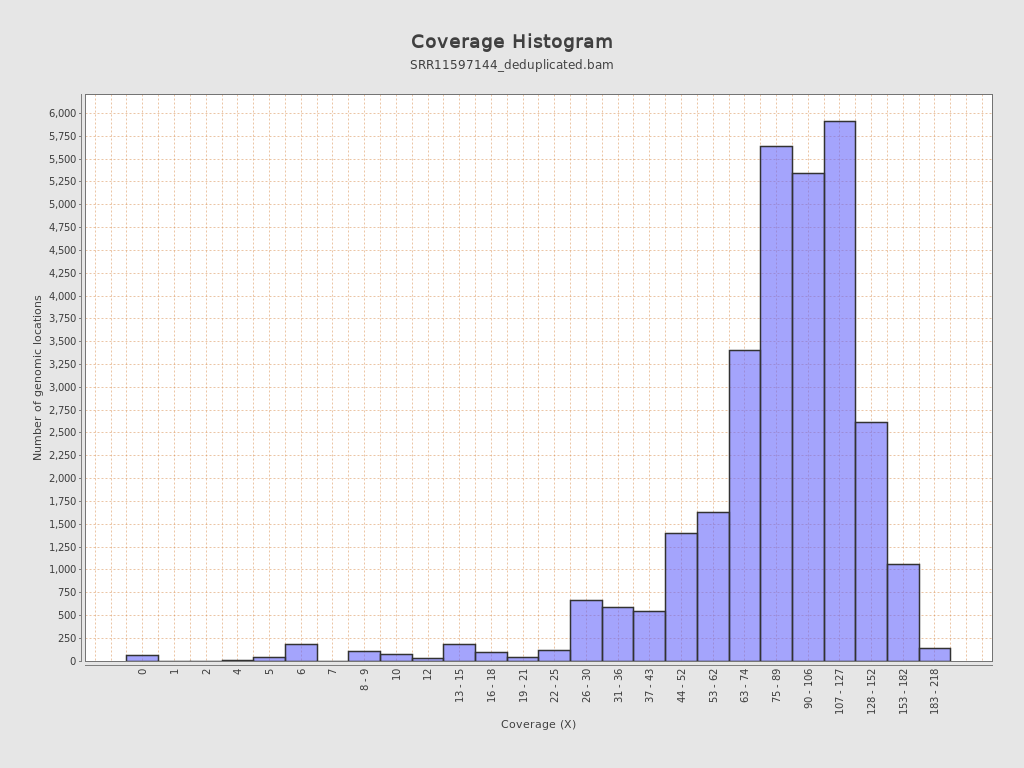 Coverage Histogram
SRR11597144_deduplicated.bam
Number of genomic locations
6,000
5,750
5,500
5,250
5,000
4,750
4,500
4,250
4,000
3,750
3,500
3,250
3,000
2,750
2,500
2,250
2,000
1,750
1,500
1,250
1,000
750
500
250
0
0
1
2
4
5
6
7
8 - 9
10
12
13 - 15
16 - 18
19 - 21
22 - 25
26 - 30
31 - 36
37 - 43
44 - 52
53 - 62
63 - 74
75 - 89
90 - 106
107 - 127
128 - 152
153 - 182
183 - 218
Coverage (X)